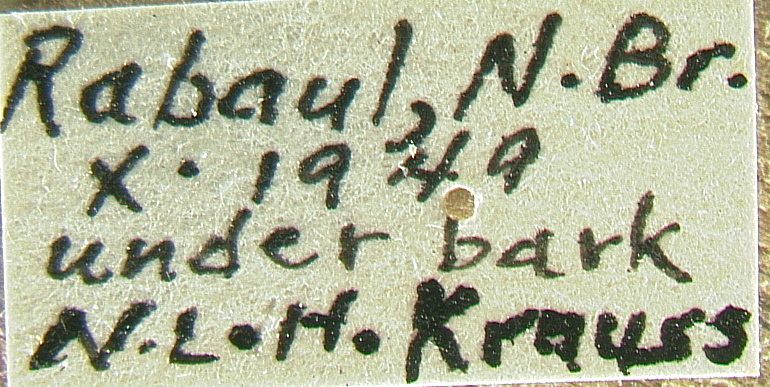 Rabaul, N. Br.
X. 1949
under bark
N.L.H. Krauss